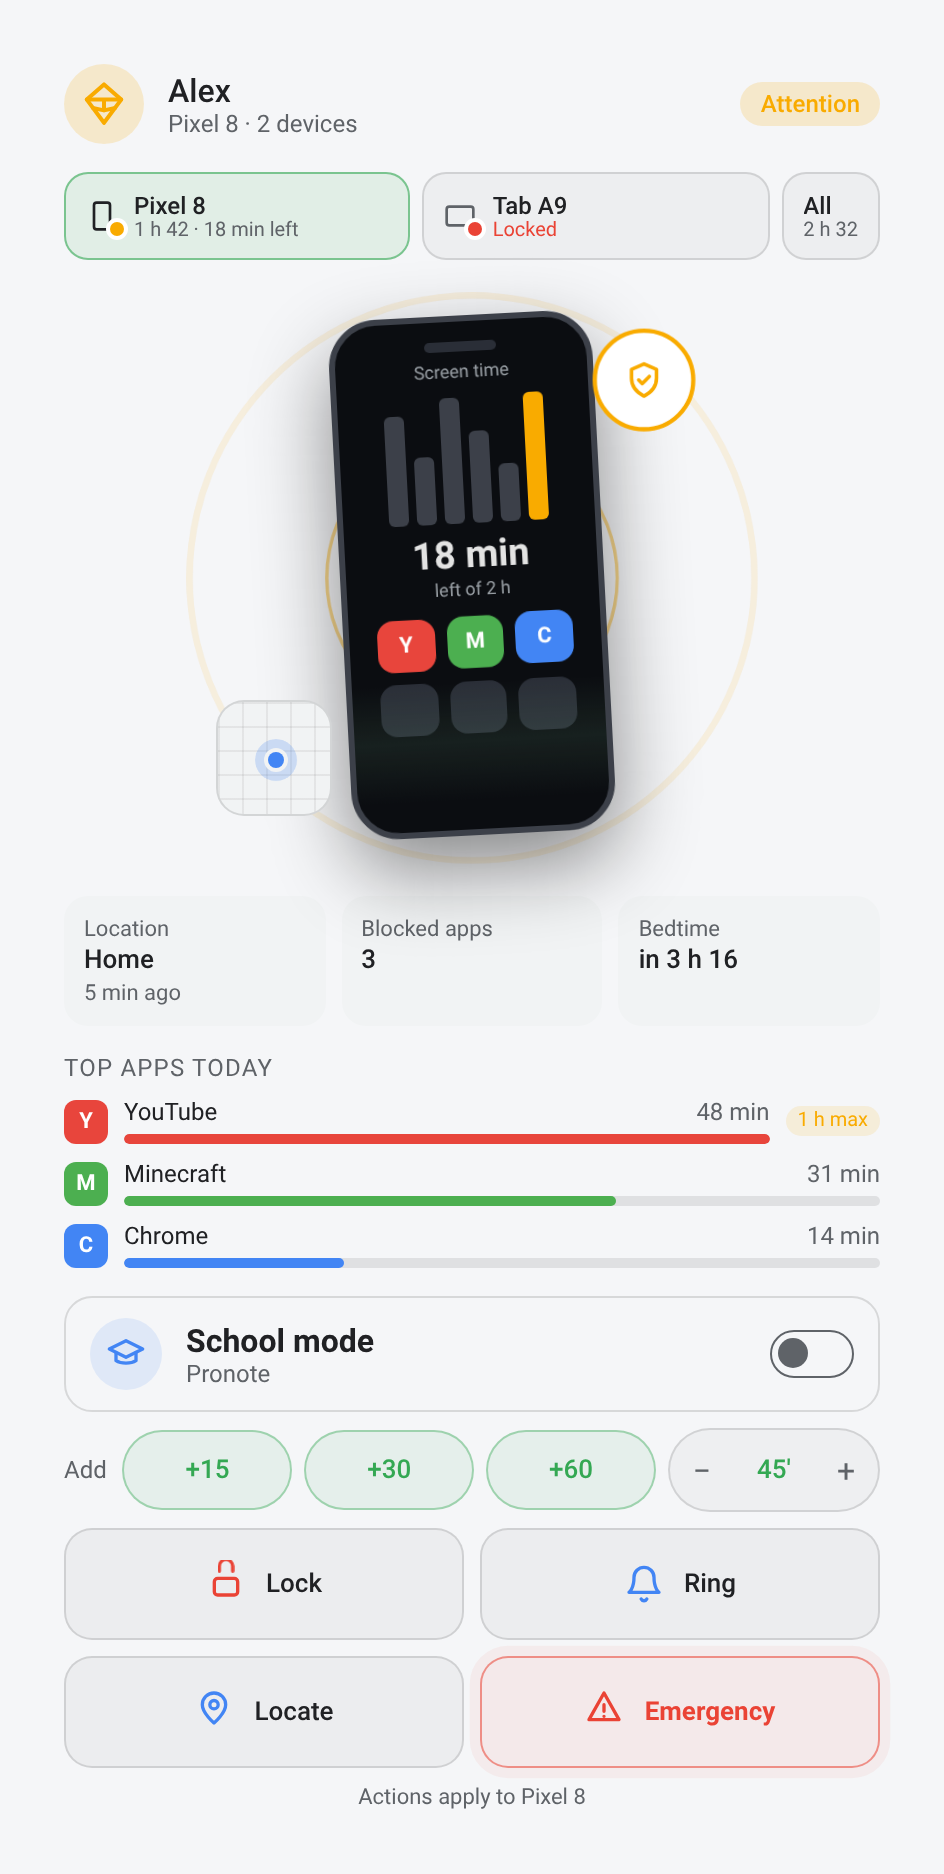 Alex
Pixel 8 · 2 devices
Attention
Pixel 8
1 h 42 · 18 min left
Tab A9
Locked
All
2 h 32
Screen time
18 min
left of 2 h
Y M C
Location
Home
5 min ago
Blocked apps
3
Bedtime
in 3 h 16
TOP APPS TODAY
Y YouTube 48 min 1 h max
M Minecraft 31 min
C Chrome 14 min
School mode
Pronote
Add +15 +30 +60 − 45' +
Lock
Ring
Locate
Emergency
Actions apply to Pixel 8